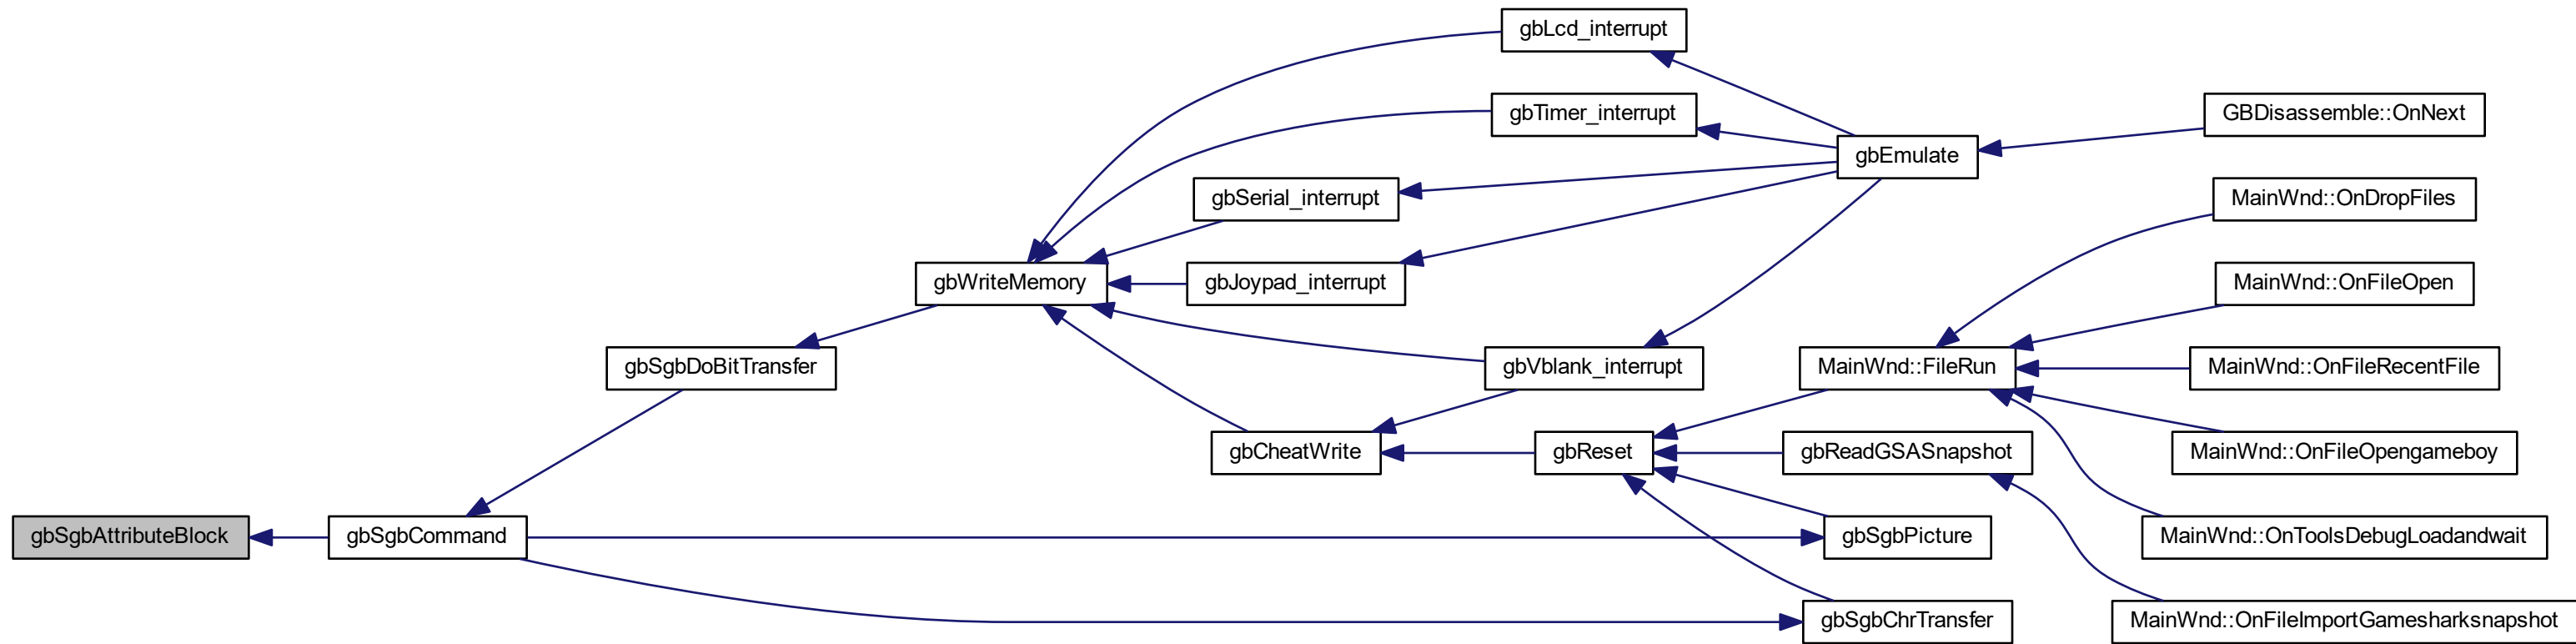 gbLcd_interrupt
gbTimer_interrupt
GBDisassemble::OnNext
gbEmulate
gbSerial_interrupt
MainWnd::OnDropFiles
gbWriteMemory
gbJoypad_interrupt
MainWnd::OnFileOpen
gbSgbDoBitTransfer
gbVblank_interrupt
MainWnd::FileRun
MainWnd::OnFileRecentFile
gbCheatWrite
gbReset
gbReadGSASnapshot
MainWnd::OnFileOpengameboy
gbSgbAttributeBlock
gbSgbCommand
gbSgbPicture
MainWnd::OnToolsDebugLoadandwait
gbSgbChrTransfer
MainWnd::OnFileImportGamesharksnapshot